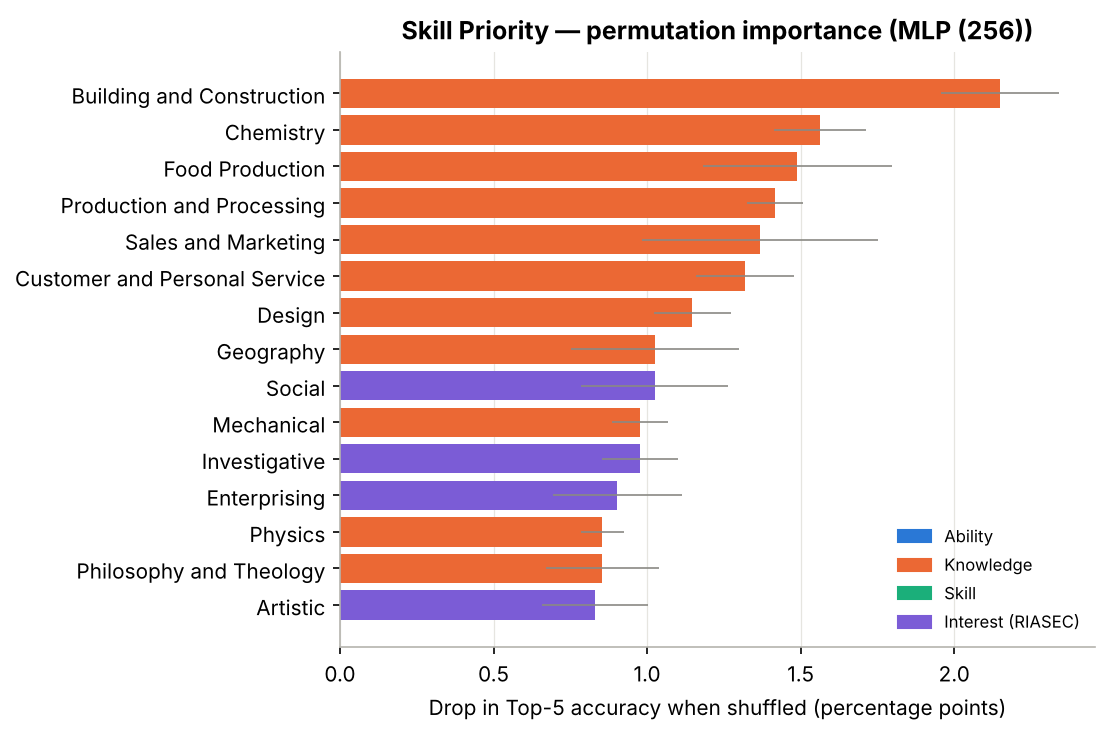 Skill Priority — permutation importance (MLP (256))
Building and Construction
Chemistry
Food Production
Production and Processing
Sales and Marketing
Customer and Personal Service
Design
Geography
Social
Mechanical
Investigative
Enterprising
Physics
Philosophy and Theology
Artistic
Ability
Knowledge
Skill
Interest (RIASEC)
0.0 0.5 1.0 1.5 2.0
Drop in Top-5 accuracy when shuffled (percentage points)